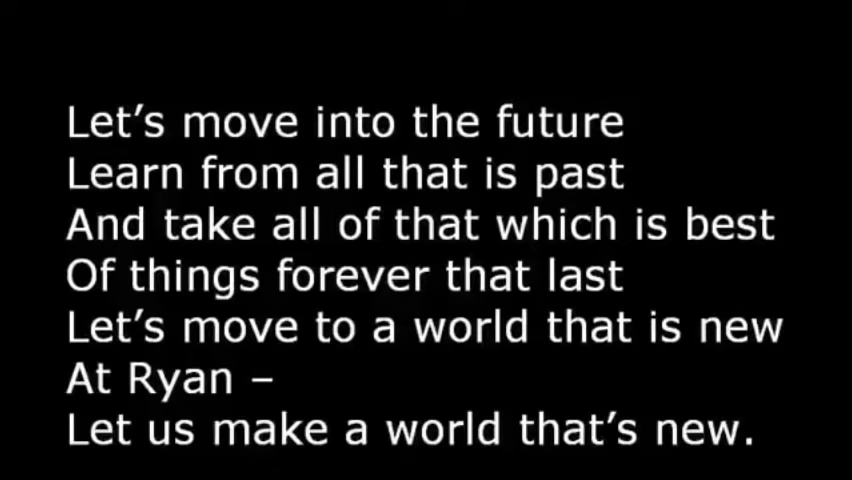 Let’s move into the future
Learn from all that is past
And take all of that which is best
Of things forever that last
Let’s move to a world that is new
At Ryan –
Let us make a world that’s new.